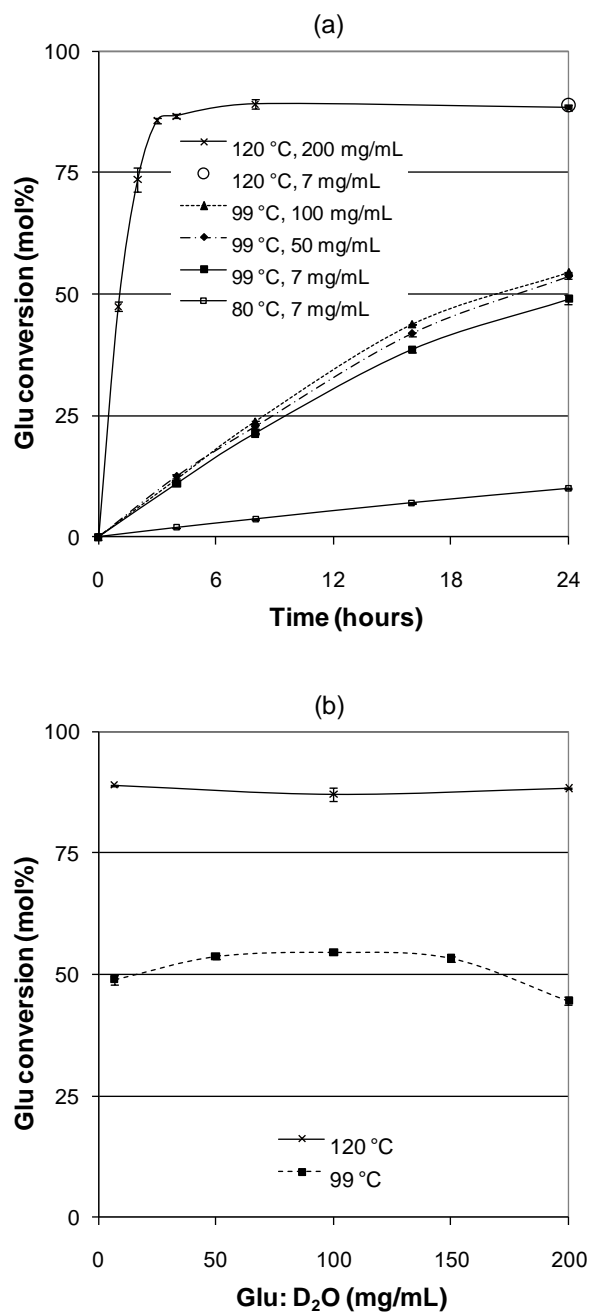 (a)
100
75
50
25
0
Glu conversion (mol%)
120 °C, 200 mg/mL
120 °C, 7 mg/mL
99 °C, 100 mg/mL
99 °C, 50 mg/mL
99 °C, 7 mg/mL
80 °C, 7 mg/mL
0 6 12 18 24
Time (hours)
(b)
100
75
50
25
0
Glu conversion (mol%)
120 °C
99 °C
0 50 100 150 200
Glu: D₂O (mg/mL)